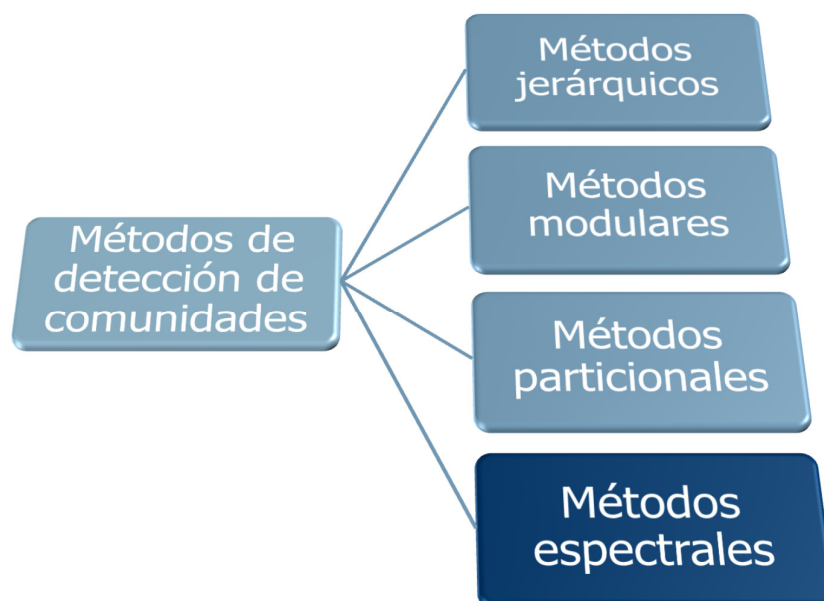 Métodos de
detección de
comunidades
Métodos
jerárquicos
Métodos
modulares
Métodos
particionales
Métodos
espectrales